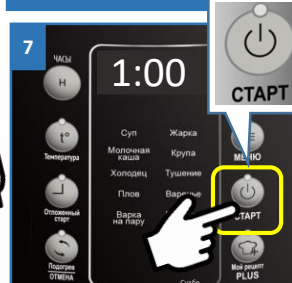 7
ЧАСЫ
Н
1:00
СТАРТ
t°
Температура
Суп
Жарка
Молочная
каша
Крупа
МЕНЮ
Холодец
Тушение
Плов
Варенье
Отложенный
старт
Варка
на пару
СТАРТ
Подогрев
ОТМЕНА
Мой рецепт
PLUS